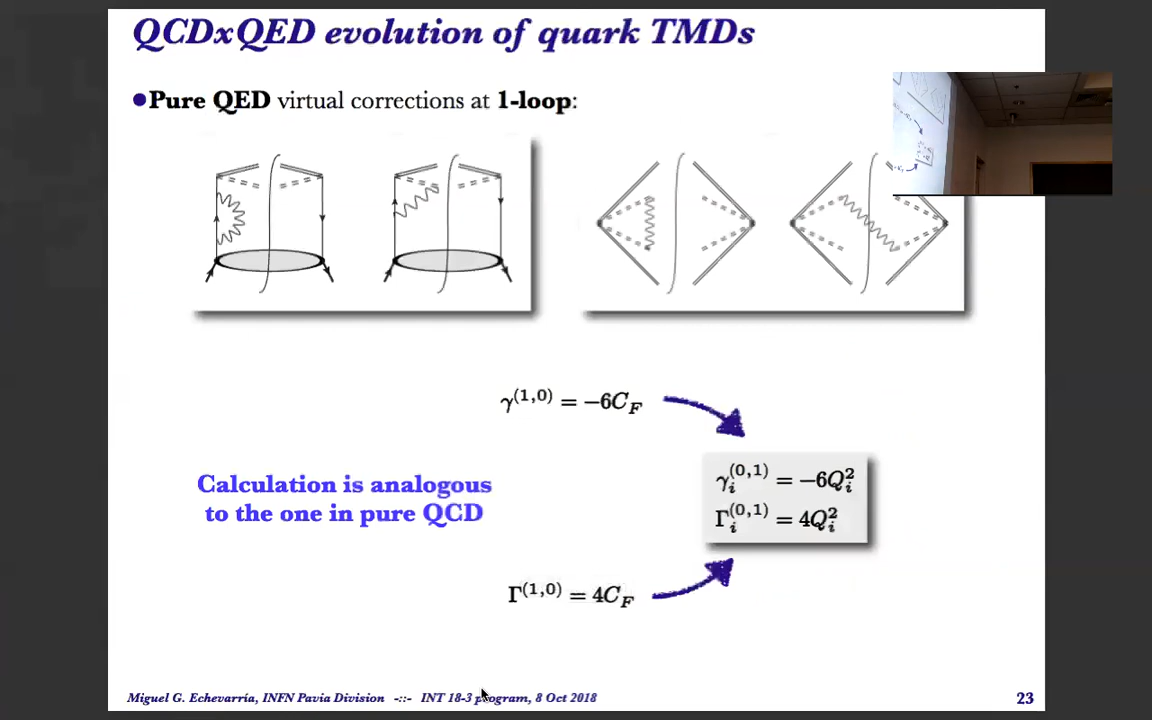 QCDxQED evolution of quark TMDs
●Pure QED virtual corrections at 1-loop:
γ^(1,0) = −6C_F
γ_i^(0,1) = −6Q_i^2
Γ_i^(0,1) = 4Q_i^2
Calculation is analogous
to the one in pure QCD
Γ^(1,0) = 4C_F
Miguel G. Echevarría, INFN Pavia Division -::- INT 18-3 program, 8 Oct 2018
23